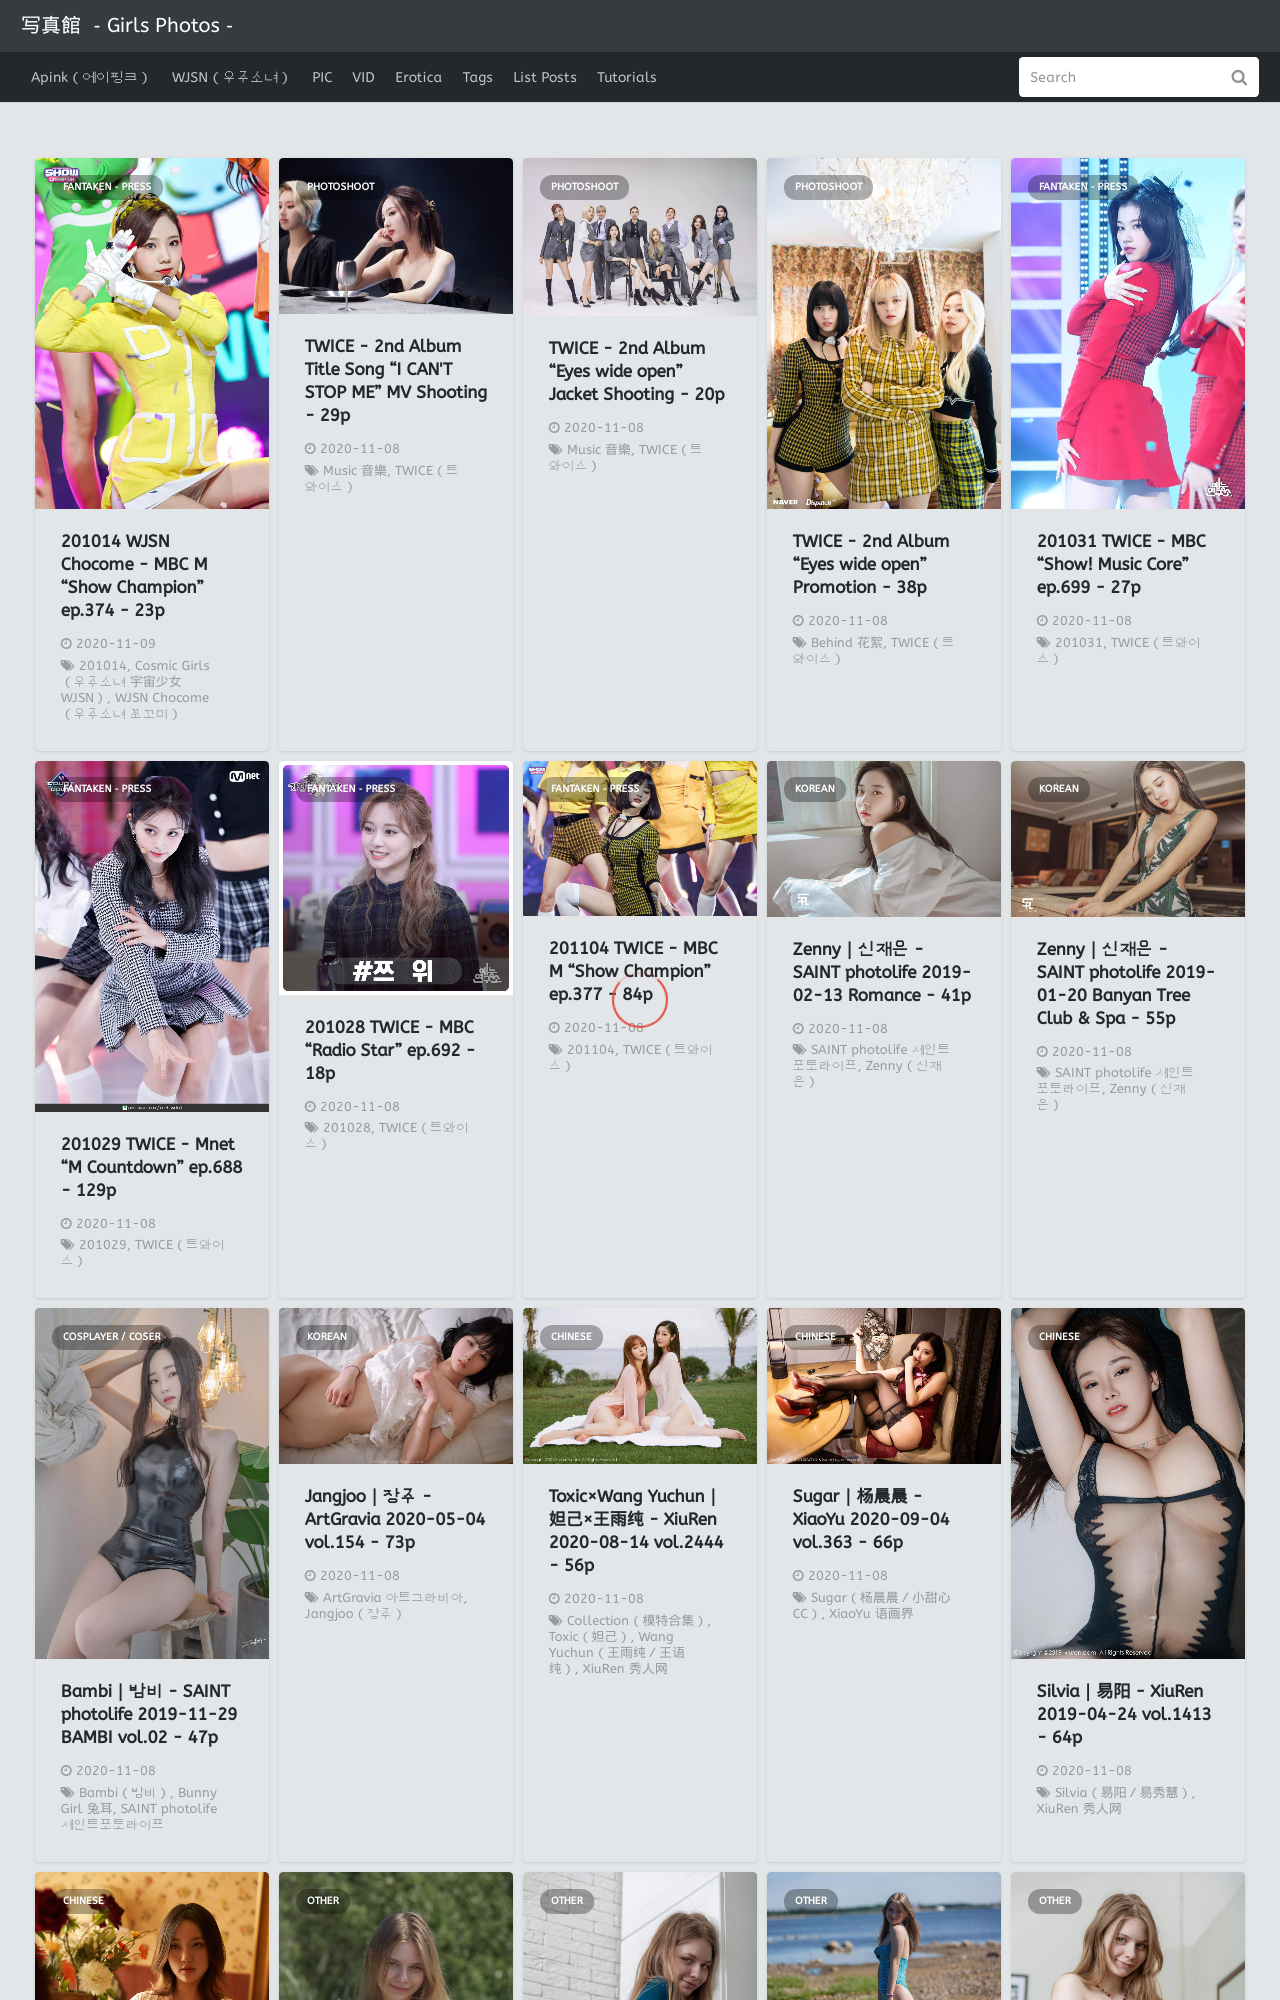 写真館 - Girls Photos -
Apink ( 에이핑크 )
WJSN ( 우주소녀 )
PIC
VID
Erotica
Tags
List Posts
Tutorials
Search
FANTAKEN - PRESS
201014 WJSN
Chocome - MBC M
“Show Champion”
ep.374 - 23p
2020-11-09
201014, Cosmic Girls
( 우주소녀 宇宙少女
WJSN ) , WJSN Chocome
( 우주소녀 쪼꼬미 )
PHOTOSHOOT
TWICE - 2nd Album
Title Song “I CAN'T
STOP ME” MV Shooting
- 29p
2020-11-08
Music 音樂, TWICE ( 트
와이스 )
PHOTOSHOOT
TWICE - 2nd Album
“Eyes wide open”
Jacket Shooting - 20p
2020-11-08
Music 音樂, TWICE ( 트
와이스 )
PHOTOSHOOT
NAVER Dispatch
TWICE - 2nd Album
“Eyes wide open”
Promotion - 38p
2020-11-08
Behind 花絮, TWICE ( 트
와이스 )
FANTAKEN - PRESS
201031 TWICE - MBC
“Show! Music Core”
ep.699 - 27p
2020-11-08
201031, TWICE ( 트와이
스 )
FANTAKEN - PRESS
Mnet
201029 TWICE - Mnet
“M Countdown” ep.688
- 129p
2020-11-08
201029, TWICE ( 트와이
스 )
FANTAKEN - PRESS
#쯔 위
201028 TWICE - MBC
“Radio Star” ep.692 -
18p
2020-11-08
201028, TWICE ( 트와이
스 )
FANTAKEN - PRESS
201104 TWICE - MBC
M “Show Champion”
ep.377 - 84p
2020-11-08
201104, TWICE ( 트와이
스 )
KOREAN
Zenny | 신재은 -
SAINT photolife 2019-
02-13 Romance - 41p
2020-11-08
SAINT photolife 세인트
포토라이프, Zenny ( 신재
은 )
KOREAN
Zenny | 신재은 -
SAINT photolife 2019-
01-20 Banyan Tree
Club & Spa - 55p
2020-11-08
SAINT photolife 세인트
포토라이프, Zenny ( 신재
은 )
COSPLAYER / COSER
Bambi | 밤비 - SAINT
photolife 2019-11-29
BAMBI vol.02 - 47p
2020-11-08
Bambi ( 밤비 ) , Bunny
Girl 兔耳, SAINT photolife
세인트포토라이프
KOREAN
Jangjoo | 장주 -
ArtGravia 2020-05-04
vol.154 - 73p
2020-11-08
ArtGravia 아트그라비아,
Jangjoo ( 장주 )
CHINESE
Toxic×Wang Yuchun |
妲己×王雨纯 - XiuRen
2020-08-14 vol.2444
- 56p
2020-11-08
Collection ( 模特合集 ) ,
Toxic ( 妲己 ) , Wang
Yuchun ( 王雨纯 / 王语
纯 ) , XiuRen 秀人网
CHINESE
Sugar | 杨晨晨 -
XiaoYu 2020-09-04
vol.363 - 66p
2020-11-08
Sugar ( 杨晨晨 / 小甜心
CC ) , XiaoYu 语画界
CHINESE
Copyright ©2019 xiuren.com All Rights Reserved
Silvia | 易阳 - XiuRen
2019-04-24 vol.1413
- 64p
2020-11-08
Silvia ( 易阳 / 易秀慧 ) ,
XiuRen 秀人网
CHINESE
OTHER
OTHER
OTHER
OTHER